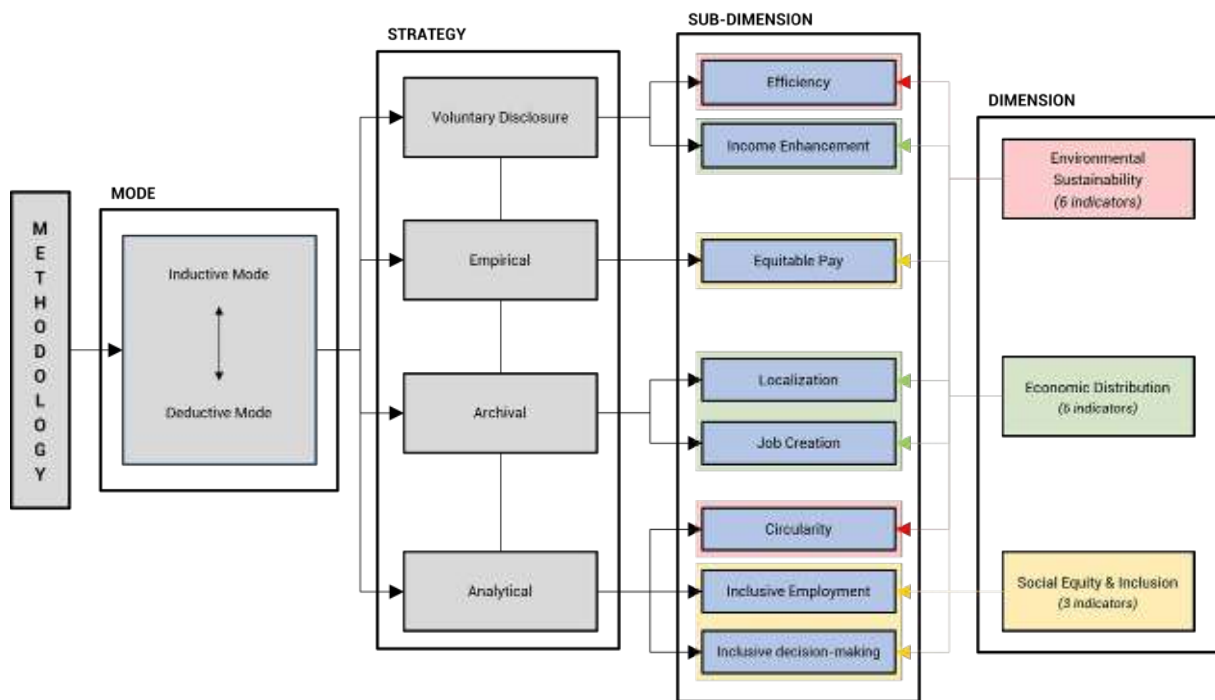 METHODOLOGY
MODE
Inductive Mode
Deductive Mode
STRATEGY
Voluntary Disclosure
Empirical
Archival
Analytical
SUB-DIMENSION
Efficiency
Income Enhancement
Equitable Pay
Localization
Job Creation
Circularity
Inclusive Employment
Inclusive decision-making
DIMENSION
Environmental
Sustainability
(6 indicators)
Economic Distribution
indicators)
Social Equity & Inclusion
(3 indicators)